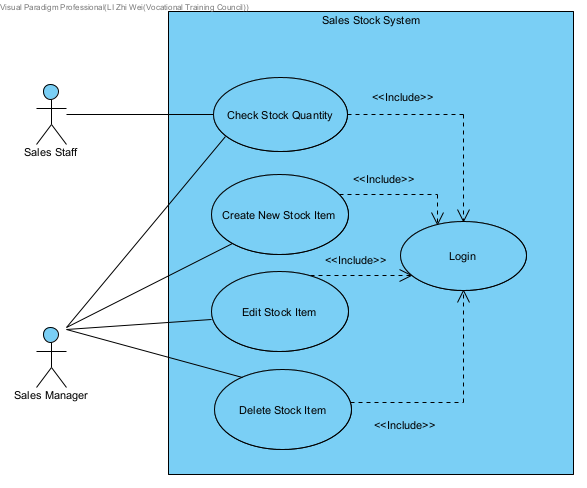 Visual Paradigm Professional(LI Zhi Wei(Vocational Training Council))
Sales Stock System
<<Include>>
Check Stock Quantity
Sales Staff
<<Include>>
Create New Stock Item
Login
<<Include>>
Edit Stock Item
Sales Manager
Delete Stock Item
<<Include>>